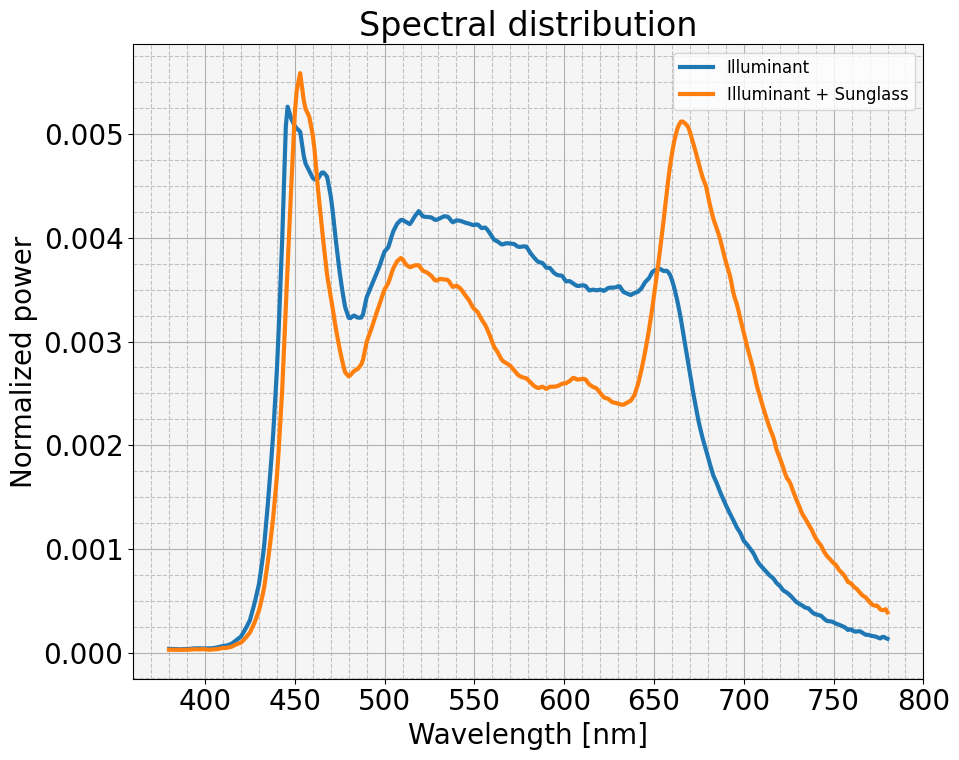 Spectral distribution
Illuminant
Illuminant + Sunglass
Normalized power
0.005
0.004
0.003
0.002
0.001
0.000
400 450 500 550 600 650 700 750 800
Wavelength [nm]